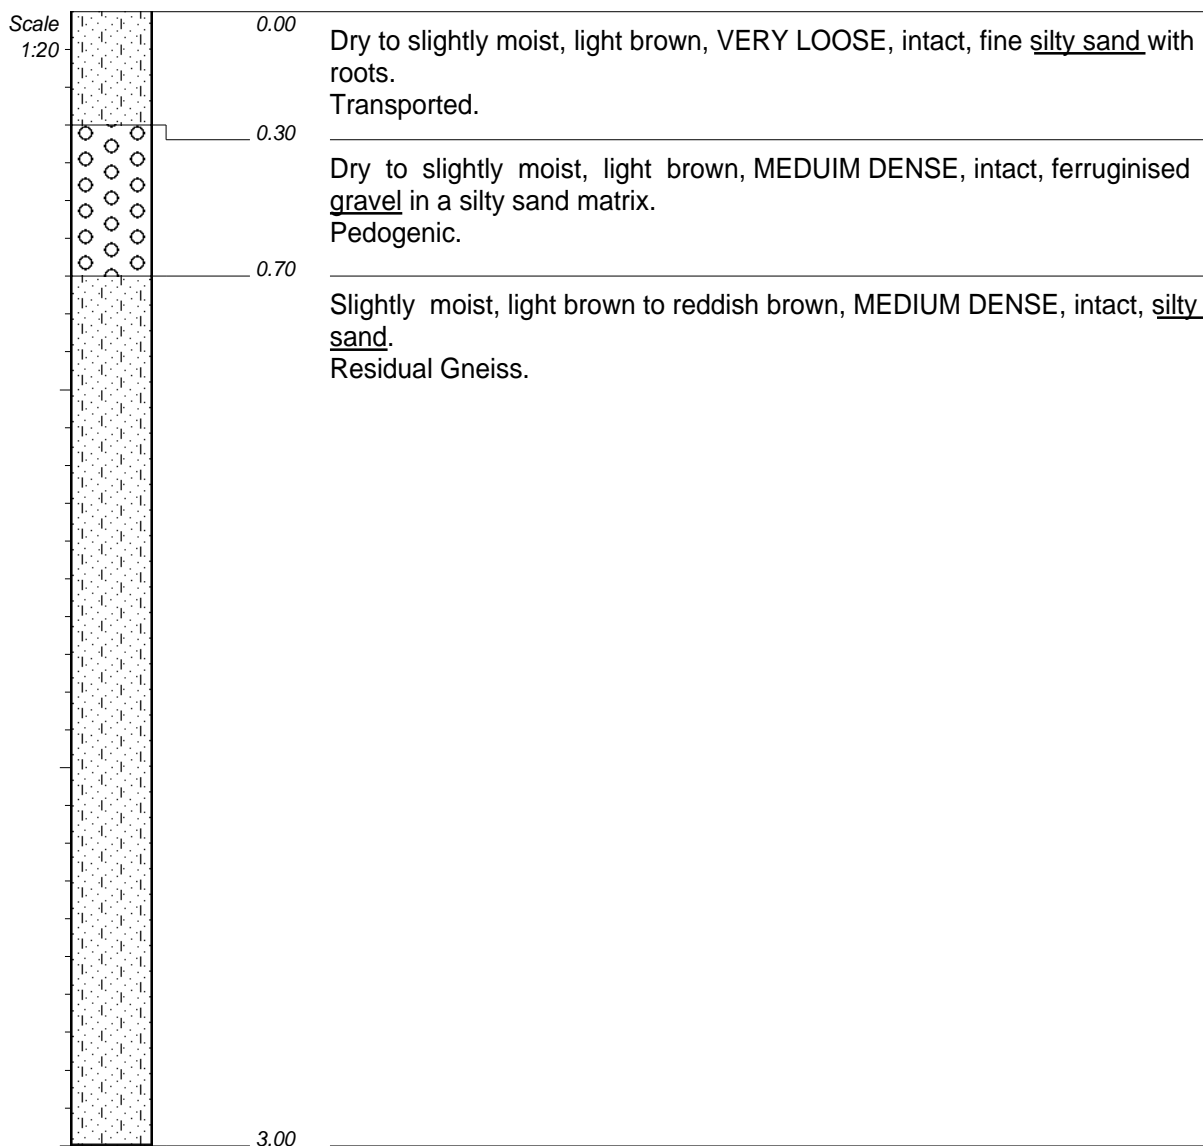 Scale
1:20
0.00
Dry to slightly moist, light brown, VERY LOOSE, intact, fine silty sand with
roots.
Transported.
0.30
Dry to slightly moist, light brown, MEDUIM DENSE, intact, ferruginised
gravel in a silty sand matrix.
Pedogenic.
0.70
Slightly moist, light brown to reddish brown, MEDIUM DENSE, intact, silty
sand.
Residual Gneiss.
3.00